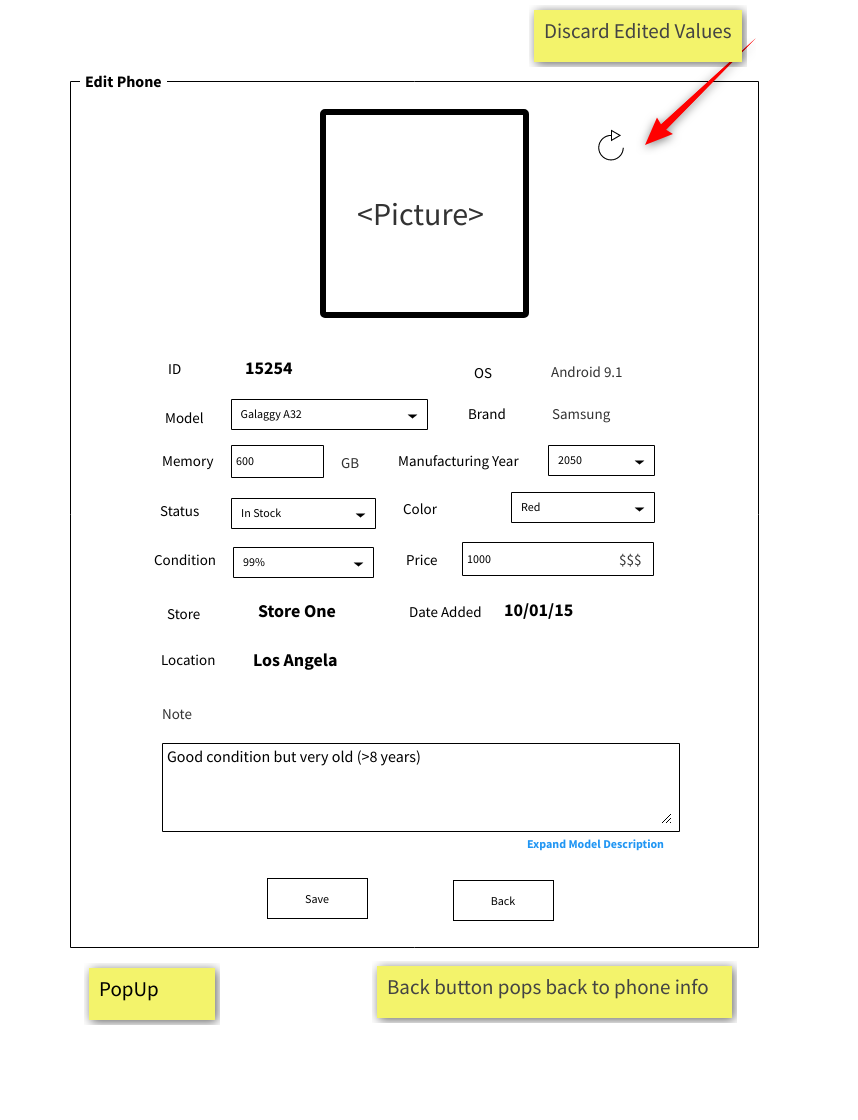 Discard Edited Values
Edit Phone
<Picture>
ID 15254 OS Android 9.1
Model Galaggy A32 Brand Samsung
Memory 600 GB Manufacturing Year 2050
Status In Stock Color Red
Condition 99% Price 1000 $$$
Store Store One Date Added 10/01/15
Location Los Angela
Note
Good condition but very old (>8 years)
Expand Model Description
Save Back
PopUp Back button pops back to phone info